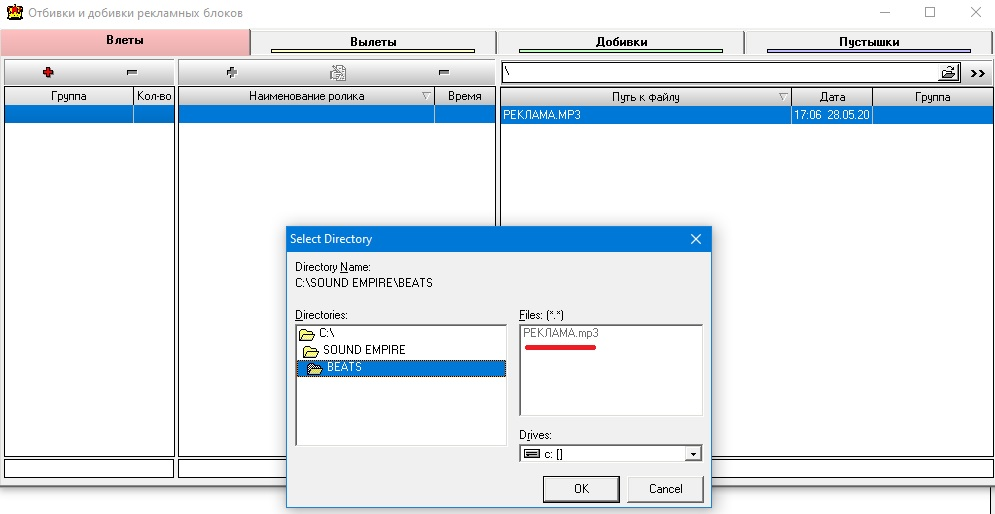 Отбивки и добивки рекламных блоков
Влеты Вылеты Добивки Пустышки
\ >>
Группа Кол-во Наименование ролика Время Путь к файлу Дата Группа
РЕКЛАМА.MP3 17:06 28.05.20
Select Directory
Directory Name:
C:\SOUND EMPIRE\BEATS
Directories: Files: (*.*)
C:\ РЕКЛАМА.mp3
SOUND EMPIRE
BEATS
Drives:
c: []
OK Cancel